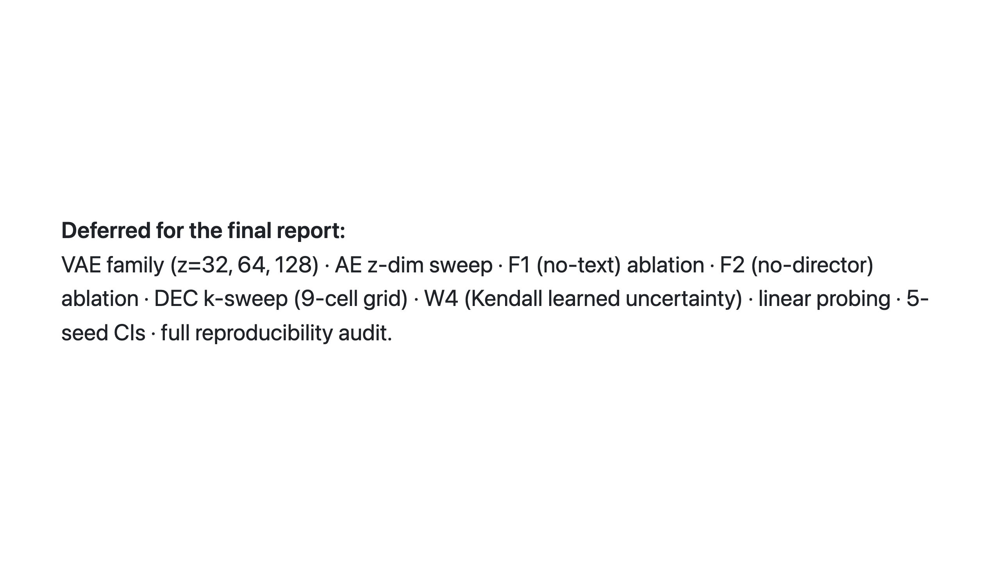 Deferred for the final report:
VAE family (z=32, 64, 128) · AE z-dim sweep · F1 (no-text) ablation · F2 (no-director)
ablation · DEC k-sweep (9-cell grid) · W4 (Kendall learned uncertainty) · linear probing · 5-
seed CIs · full reproducibility audit.